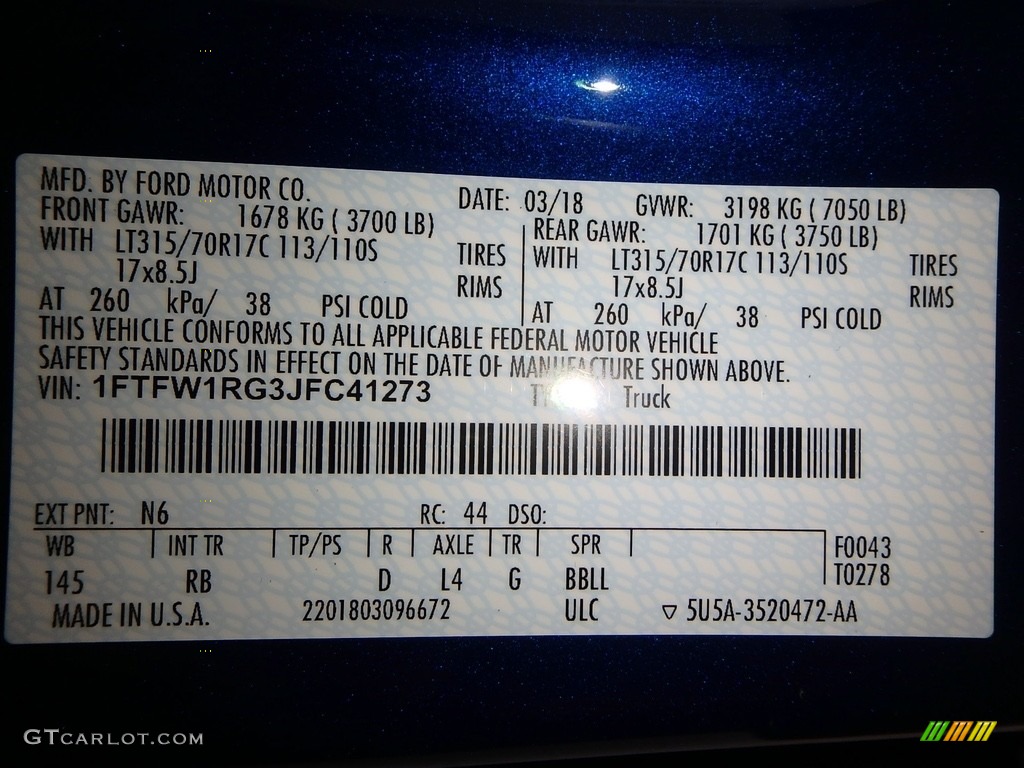 MFD. BY FORD MOTOR CO.
DATE: 03/18 GVWR: 3198 KG ( 7050 LB)
FRONT GAWR: 1678 KG ( 3700 LB)
WITH LT315/70R17C 113/110S TIRES
17x8.5J RIMS
AT 260 kPa/ 38 PSI COLD
REAR GAWR: 1701 KG ( 3750 LB)
WITH LT315/70R17C 113/110S TIRES
17x8.5J RIMS
AT 260 kPa/ 38 PSI COLD
THIS VEHICLE CONFORMS TO ALL APPLICABLE FEDERAL MOTOR VEHICLE
SAFETY STANDARDS IN EFFECT ON THE DATE OF MANUFACTURE SHOWN ABOVE.
VIN: 1FTFW1RG3JFC41273 Truck
EXT PNT: N6 RC: 44 DSO:
WB INT TR TP/PS R AXLE TR SPR F0043
145 RB D L4 G BBLL T0278
MADE IN U.S.A. 2201803096672 ULC ▽ 5U5A-3520472-AA
GTCARLOT.COM